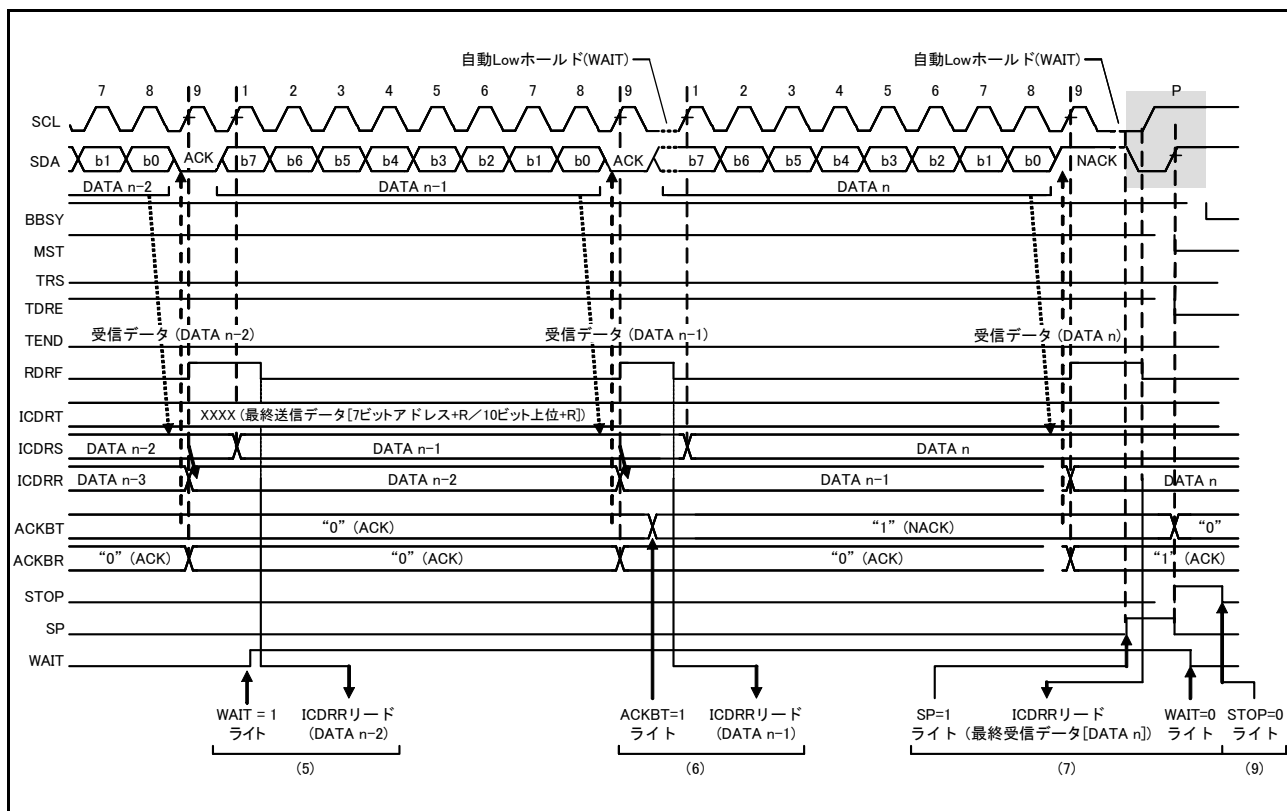 自動Lowホールド(WAIT) 自動Lowホールド(WAIT)
7 8 9 1 2 3 4 5 6 7 8 9 1 2 3 4 5 6 7 8 9 P
SCL
SDA b1 b0 ACK b7 b6 b5 b4 b3 b2 b1 b0 ACK b7 b6 b5 b4 b3 b2 b1 b0 NACK
DATA n-2 DATA n-1 DATA n
BBSY
MST
TRS
TDRE
TEND 受信データ (DATA n-2) 受信データ (DATA n-1) 受信データ (DATA n)
RDRF
ICDRT XXXX (最終送信データ[7ビットアドレス+R/10ビット上位+R])
ICDRS DATA n-2 DATA n-1 DATA n
ICDRR DATA n-3 DATA n-2 DATA n-1 DATA n
ACKBT “0” (ACK) “1” (NACK) “0”
ACKBR “0” (ACK) “0” (ACK) “0” (ACK) “1” (ACK)
STOP
SP
WAIT
WAIT = 1 ICDRRリード ACKBT=1 ICDRRリード SP=1 ICDRRリード WAIT=0 STOP=0
ライト (DATA n-2) ライト (DATA n-1) ライト (最終受信データ[DATA n]) ライト ライト
(5) (6) (7) (9)